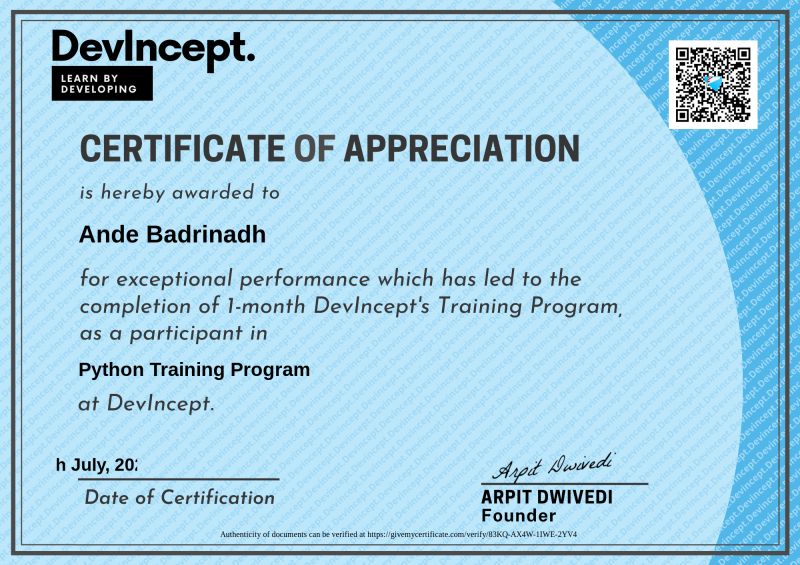 DevIncept.
LEARN BY
DEVELOPING
CERTIFICATE OF APPRECIATION
is hereby awarded to
Ande Badrinadh
for exceptional performance which has led to the
completion of 1-month DevIncept's Training Program,
as a participant in
Python Training Program
at DevIncept.
h July, 202
Date of Certification
Arpit Dwivedi
ARPIT DWIVEDI
Founder
Authenticity of documents can be verified at https://givemycertificate.com/verify/83KQ-AX4W-1IWE-2YV4